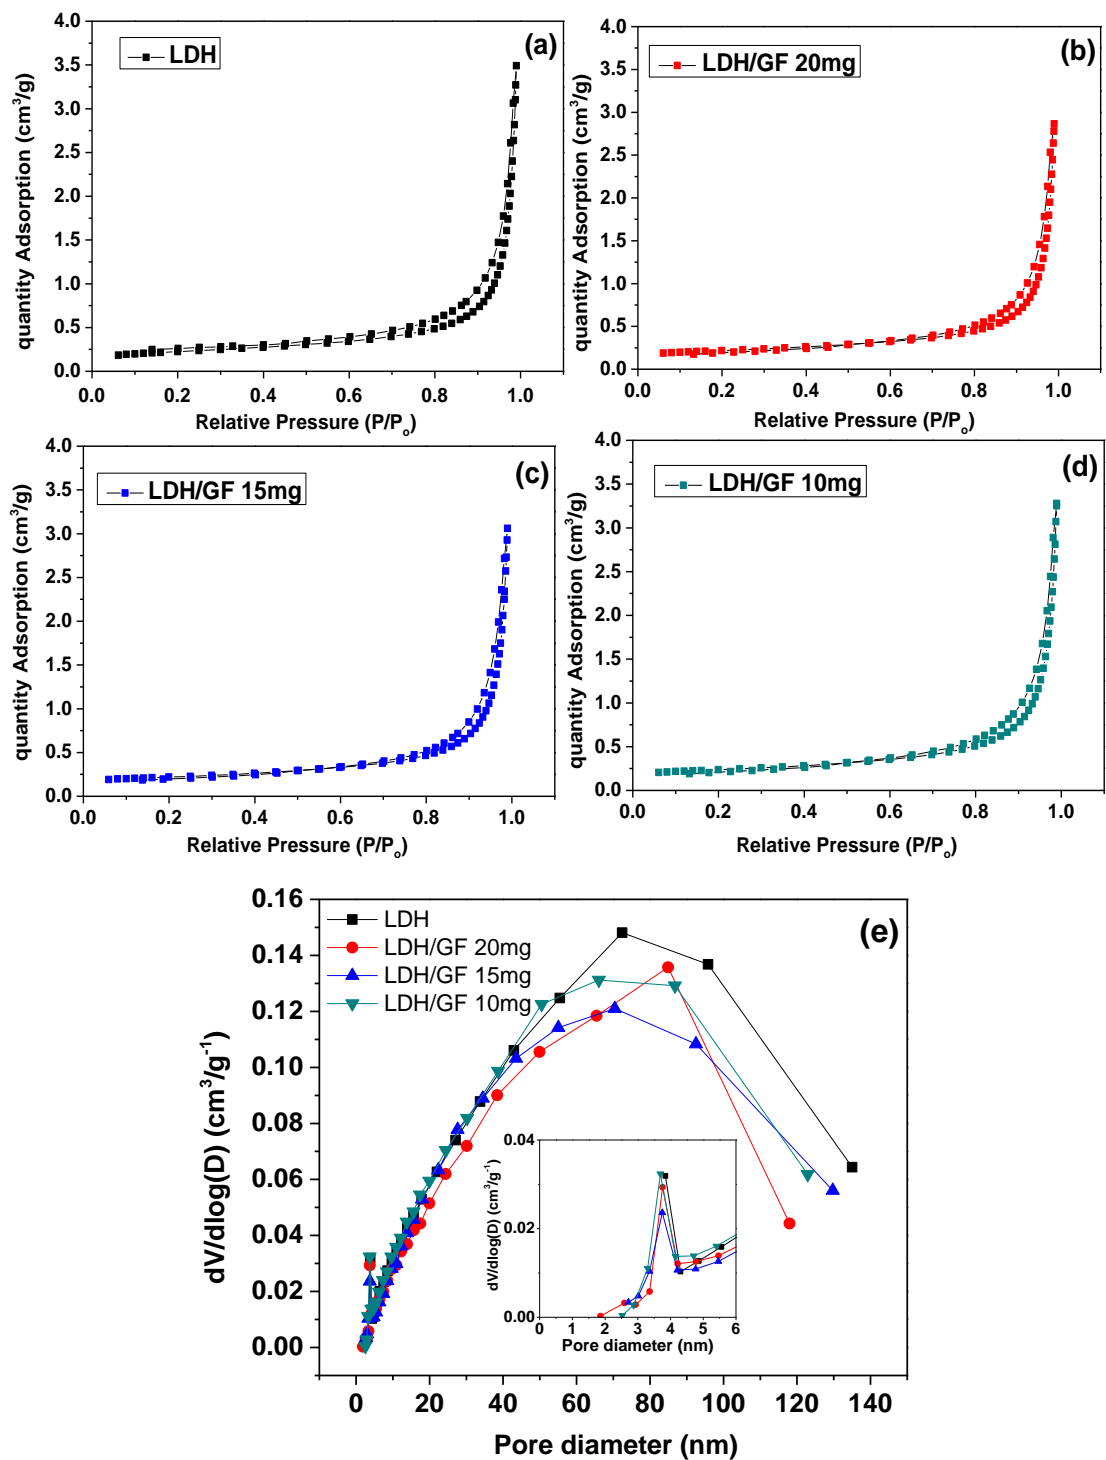 (a)
LDH
4.0
3.5
3.0
2.5
2.0
1.5
1.0
0.5
0.0
quantity Adsorption (cm³/g)
0.0 0.2 0.4 0.6 0.8 1.0
Relative Pressure (P/Pₒ)
(b)
LDH/GF 20mg
4.0
3.5
3.0
2.5
2.0
1.5
1.0
0.5
0.0
quantity Adsorption (cm³/g)
0.0 0.2 0.4 0.6 0.8 1.0
Relative Pressure (P/Pₒ)
(c)
LDH/GF 15mg
4.0
3.5
3.0
2.5
2.0
1.5
1.0
0.5
0.0
quantity Adsorption (cm³/g)
0.0 0.2 0.4 0.6 0.8 1.0
Relative Pressure (P/Pₒ)
(d)
LDH/GF 10mg
4.0
3.5
3.0
2.5
2.0
1.5
1.0
0.5
0.0
quantity Adsorption (cm³/g)
0.0 0.2 0.4 0.6 0.8 1.0
Relative Pressure (P/Pₒ)
(e)
LDH
LDH/GF 20mg
LDH/GF 15mg
LDH/GF 10mg
0.16
0.14
0.12
0.10
0.08
0.06
0.04
0.02
0.00
dV/dlog(D) (cm³/g⁻¹)
0 20 40 60 80 100 120 140
Pore diameter (nm)
0.04
0.02
0.00
dV/dlog(D) (cm³/g⁻¹)
0 1 2 3 4 5 6
Pore diameter (nm)